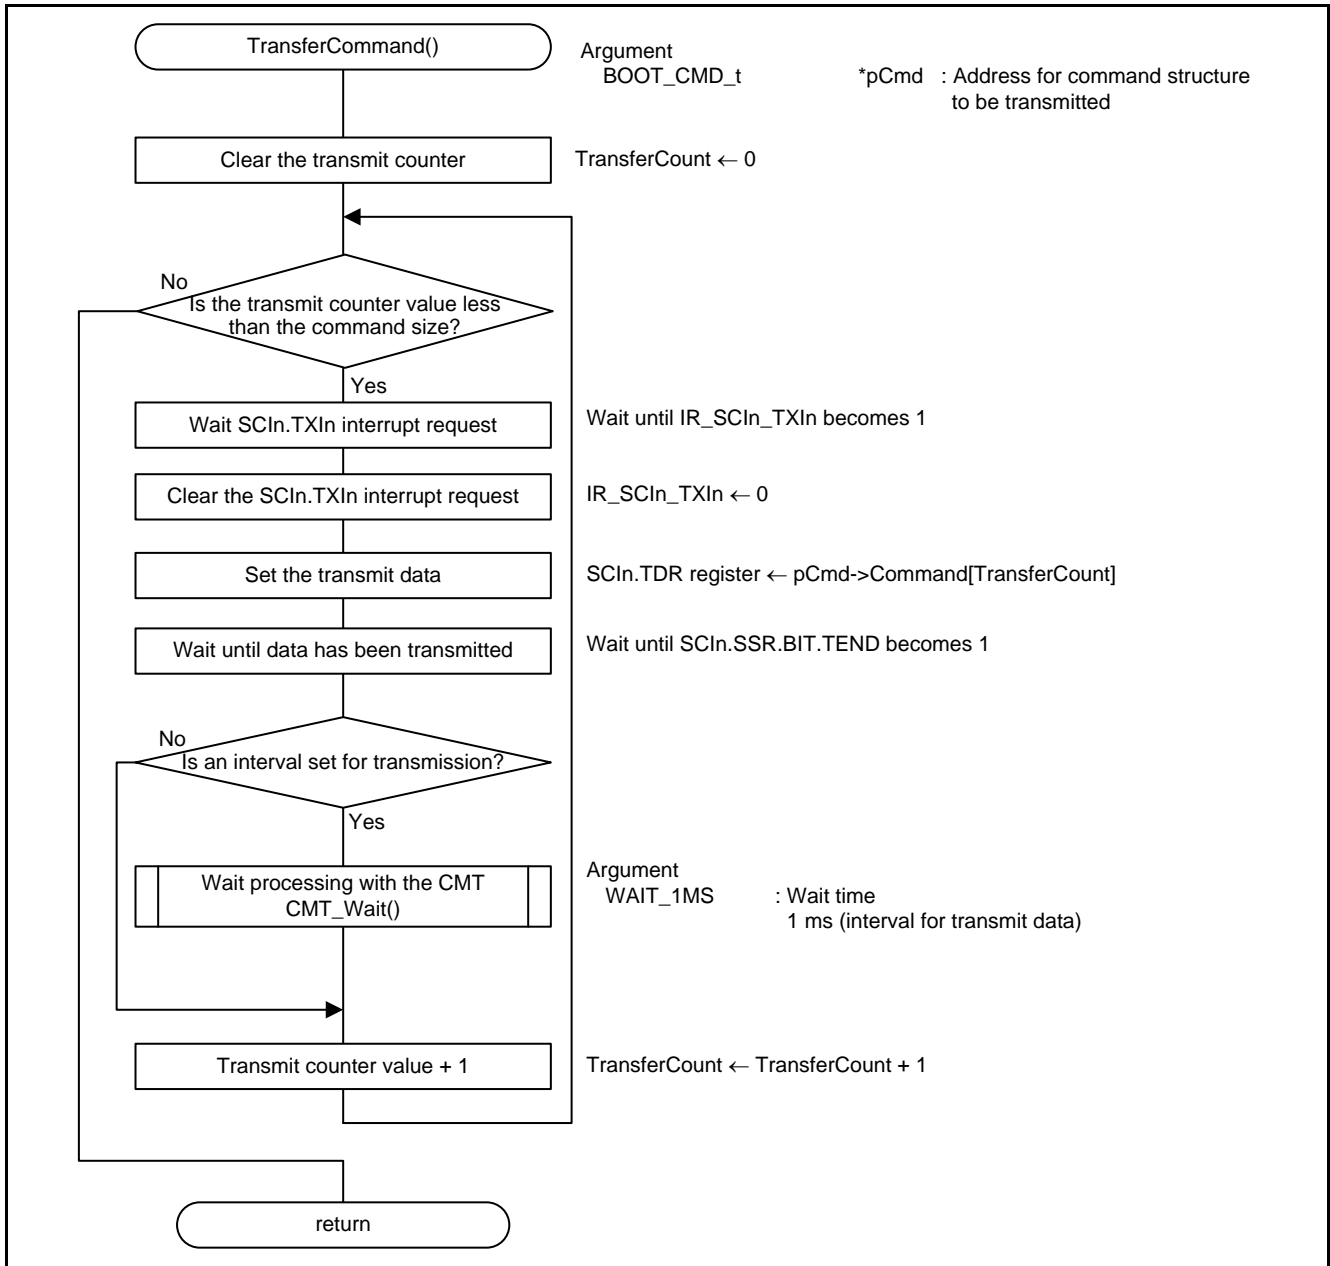 TransferCommand()
Argument
BOOT_CMD_t *pCmd : Address for command structure
to be transmitted
Clear the transmit counter
TransferCount ← 0
No
Is the transmit counter value less
than the command size?
Yes
Wait SCIn.TXIn interrupt request
Wait until IR_SCIn_TXIn becomes 1
Clear the SCIn.TXIn interrupt request
IR_SCIn_TXIn ← 0
Set the transmit data
SCIn.TDR register ← pCmd->Command[TransferCount]
Wait until data has been transmitted
Wait until SCIn.SSR.BIT.TEND becomes 1
No
Is an interval set for transmission?
Yes
Wait processing with the CMT
CMT_Wait()
Argument
WAIT_1MS : Wait time
1 ms (interval for transmit data)
Transmit counter value + 1
TransferCount ← TransferCount + 1
return